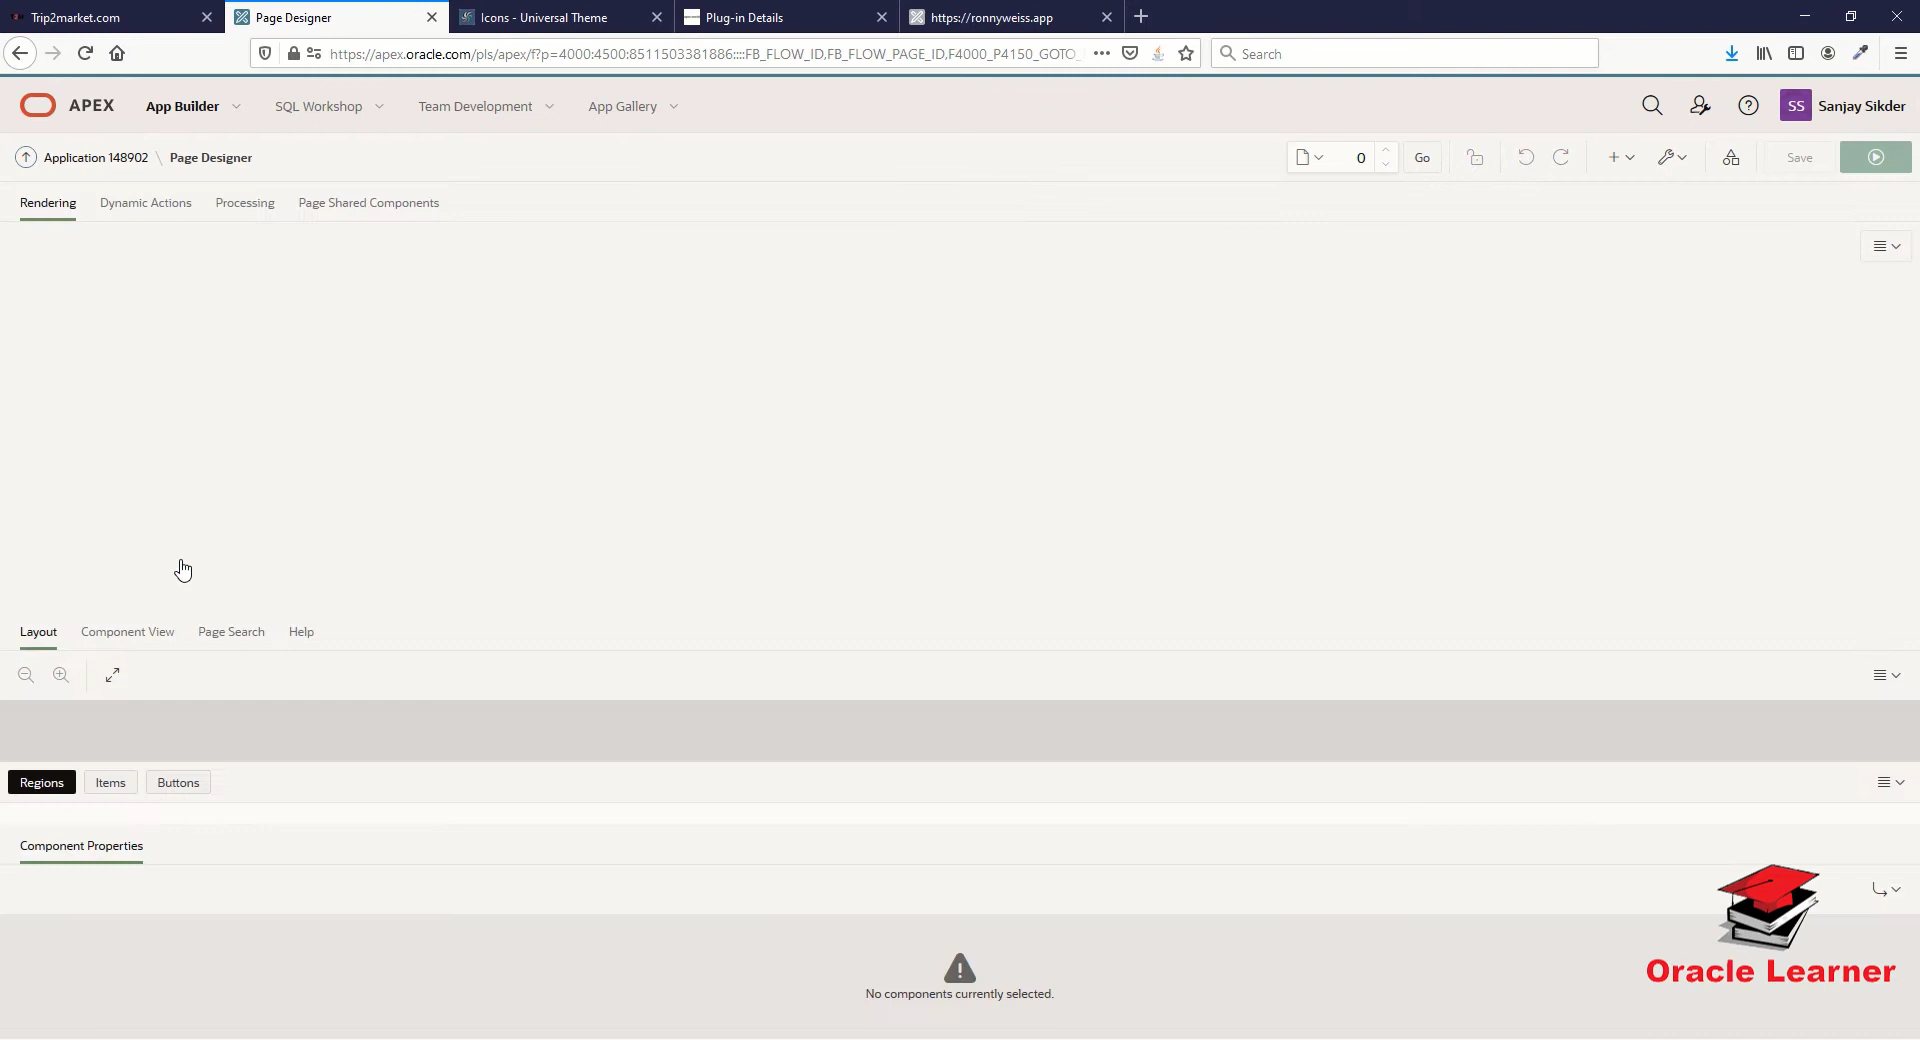 Trip2market.com
Page Designer
Icons - Universal Theme
Plug-in Details
https://ronnyweiss.app
https://apex.oracle.com/pls/apex/f?p=4000:4500:8511503381886::::FB_FLOW_ID,FB_FLOW_PAGE_ID,F4000_P4150_GOTO_
Search
APEX
App Builder
SQL Workshop
Team Development
App Gallery
SS
Sanjay Sikder
Application 148902 \ Page Designer
0
Go
Save
Rendering
Dynamic Actions
Processing
Page Shared Components
Layout
Component View
Page Search
Help
Regions
Items
Buttons
Component Properties
No components currently selected.
Oracle Learner